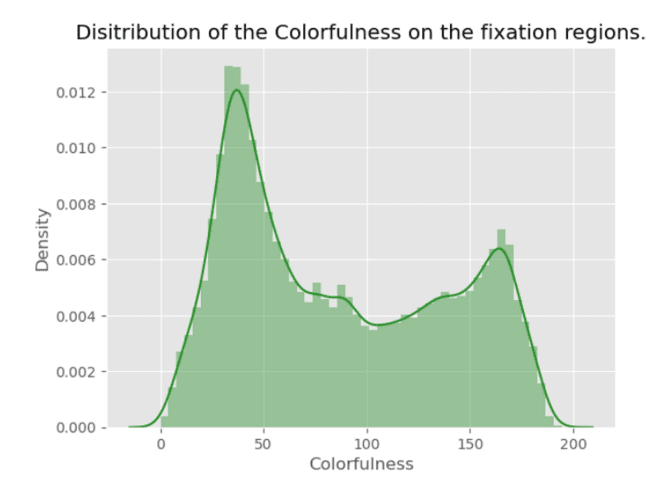 Disitribution of the Colorfulness on the fixation regions.
0.012
0.010
0.008
0.006
0.004
0.002
0.000
Density
0 50 100 150 200
Colorfulness